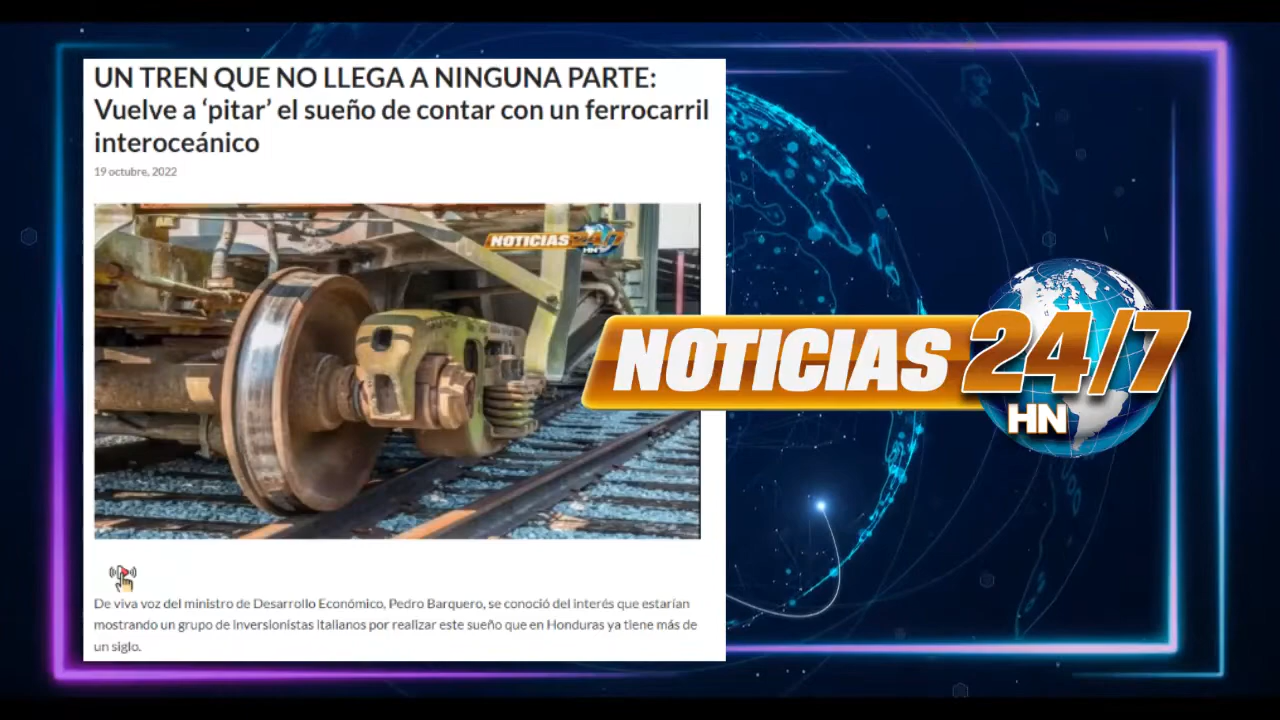 UN TREN QUE NO LLEGA A NINGUNA PARTE:
Vuelve a ‘pitar’ el sueño de contar con un ferrocarril
interoceánico
19 octubre, 2022
NOTICIAS 24/7
HN
NOTICIAS 24/7
HN
De viva voz del ministro de Desarrollo Económico, Pedro Barquero, se conoció del interés que estarían
mostrando un grupo de inversionistas italianos por realizar este sueño que en Honduras ya tiene más de
un siglo.